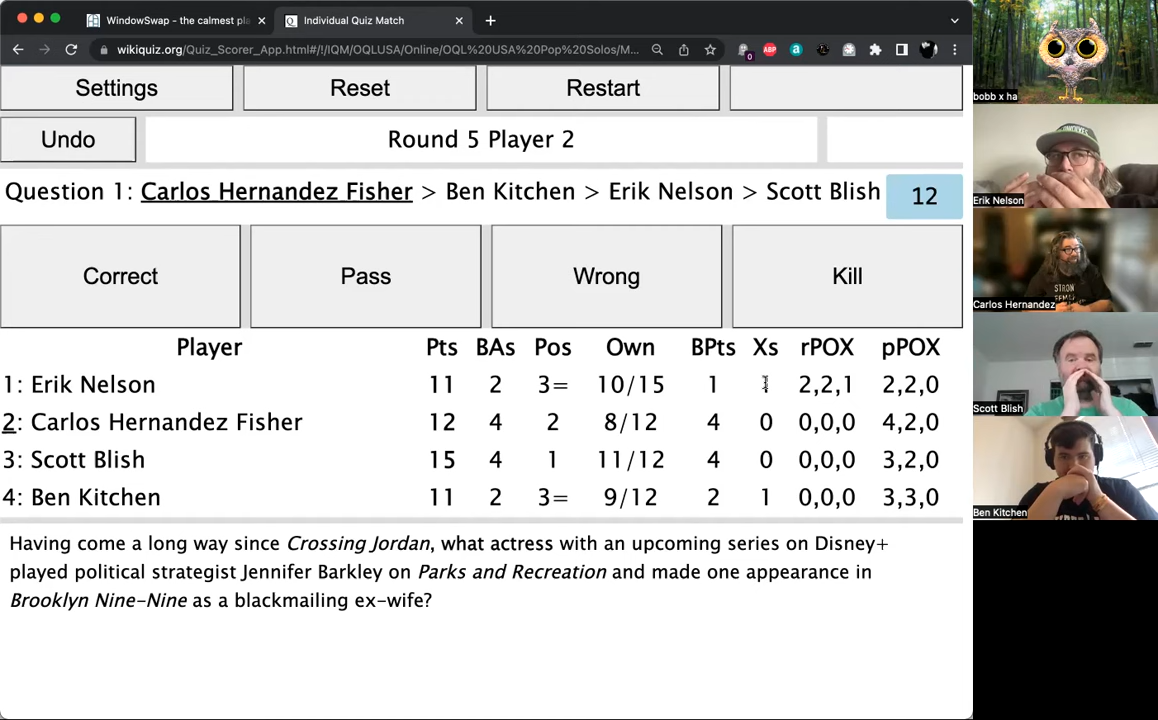 WindowSwap - the calmest pl
Individual Quiz Match
wikiquiz.org/Quiz_Scorer_App.html#/!/IQM/OQLUSA/Online/OQL%20USA%20Pop%20Solos/M...
0
ABP
a
Settings
Reset
Restart
Undo
Round 5 Player 2
Question 1: Carlos Hernandez Fisher > Ben Kitchen > Erik Nelson > Scott Blish
12
Correct
Pass
Wrong
Kill
Player Pts BAs Pos Own BPts Xs rPOX pPOX
1: Erik Nelson 11 2 3= 10/15 1 1 2,2,1 2,2,0
2: Carlos Hernandez Fisher 12 4 2 8/12 4 0 0,0,0 4,2,0
3: Scott Blish 15 4 1 11/12 4 0 0,0,0 3,2,0
4: Ben Kitchen 11 2 3= 9/12 2 1 0,0,0 3,3,0
Having come a long way since Crossing Jordan, what actress with an upcoming series on Disney+
played political strategist Jennifer Barkley on Parks and Recreation and made one appearance in
Brooklyn Nine-Nine as a blackmailing ex-wife?
bobb x ha
Erik Nelson
STRON
Carlos Hernandez
Scott Blish
Ben Kitchen